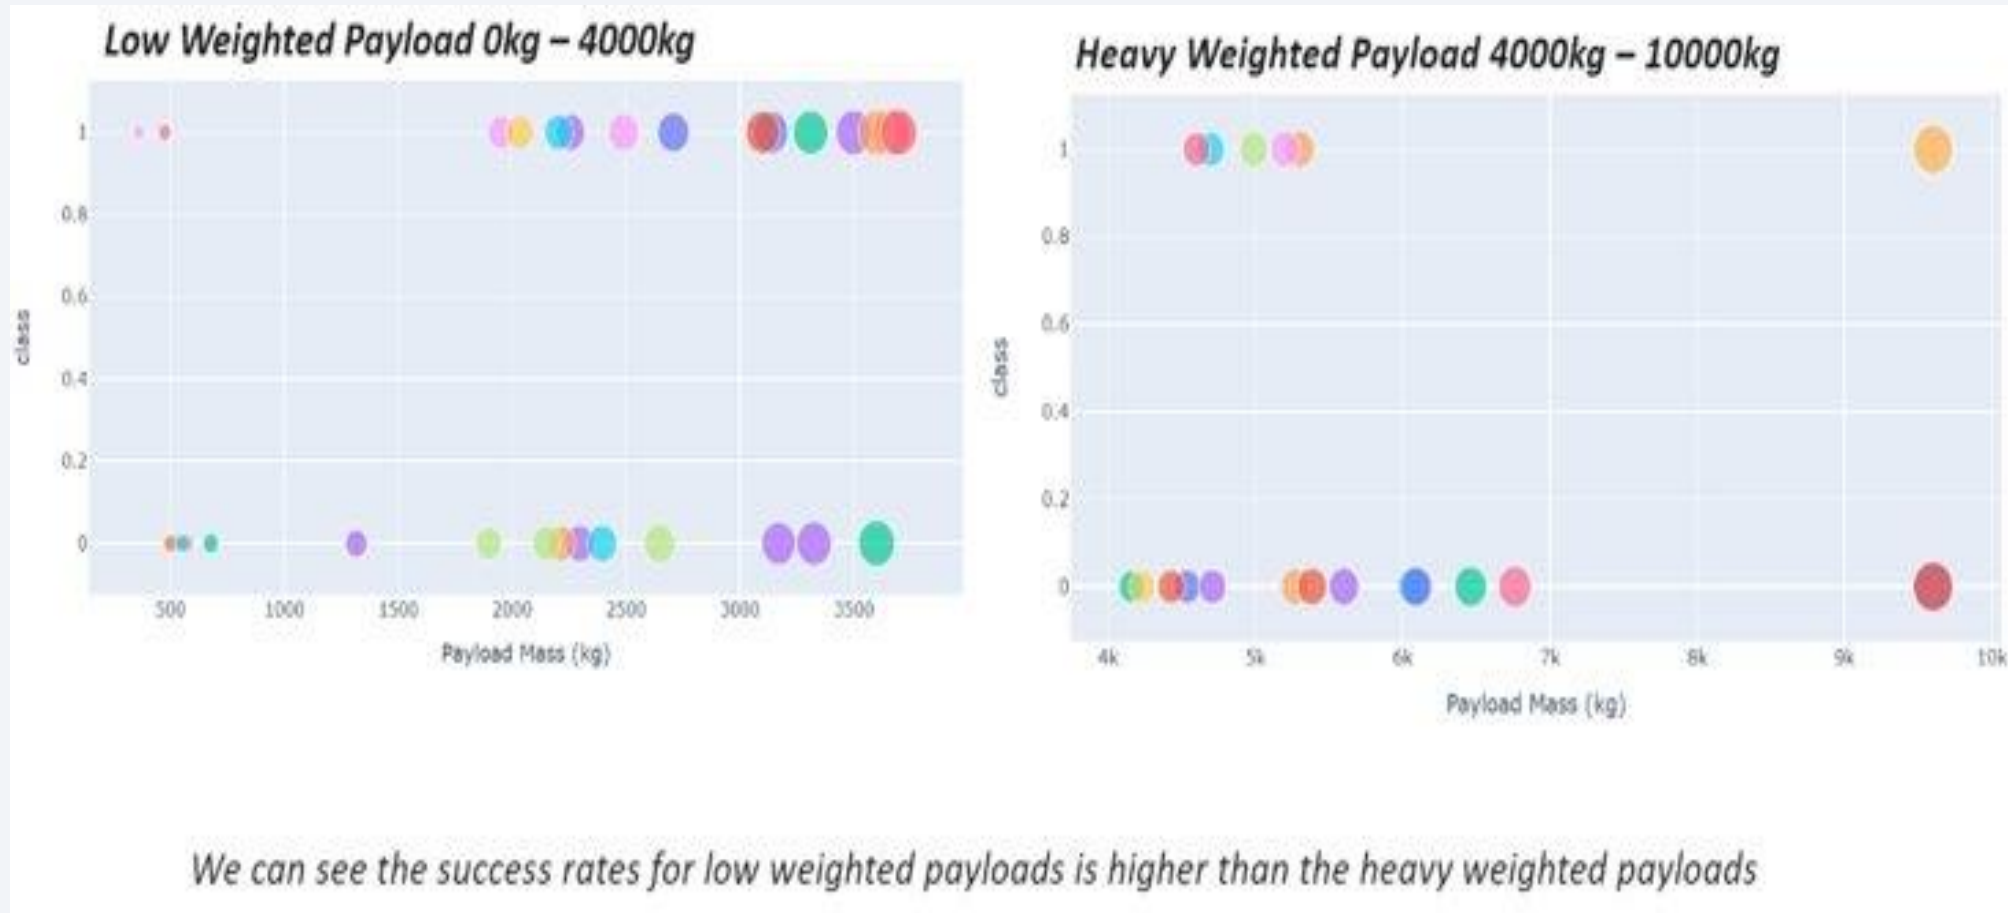 Low Weighted Payload 0kg – 4000kg
1
0.8
0.6
0.4
0.2
0
class
500
1000
1500
2000
2500
3000
3500
Payload Mass (kg)
Heavy Weighted Payload 4000kg – 10000kg
1
0.8
0.6
0.4
0.2
0
class
4k
5k
6k
7k
8k
9k
10k
Payload Mass (kg)
We can see the success rates for low weighted payloads is higher than the heavy weighted payloads